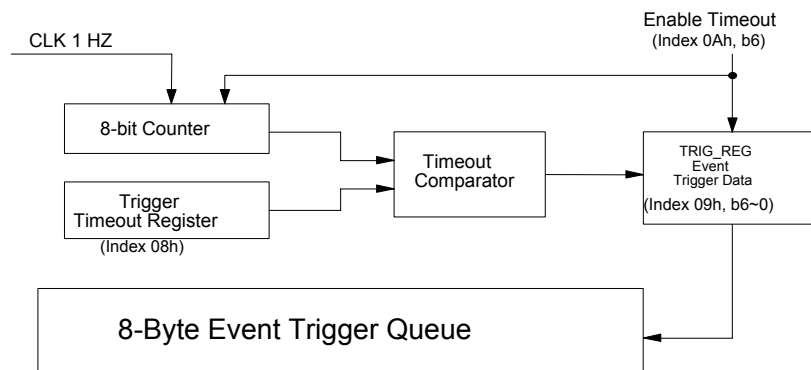 Enable Timeout
(Index 0Ah, b6)
CLK 1 HZ
8-bit Counter
Timeout
Comparator
TRIG_REG
Event
Trigger Data
(Index 09h, b6~0)
Trigger
Timeout Register
(Index 08h)
8-Byte Event Trigger Queue